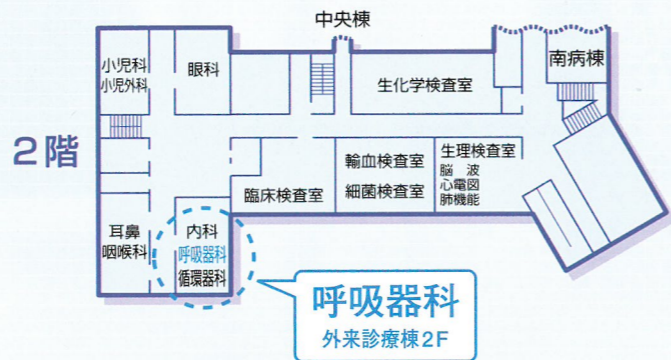 中央棟
小児科
小児外科
眼科
生化学検査室
南病棟
2階
臨床検査室
輸血検査室
細菌検査室
生理検査室
脳 波
心電図
肺機能
耳鼻
咽喉科
内科
呼吸器科
循環器科
呼吸器科
外来診療棟2F